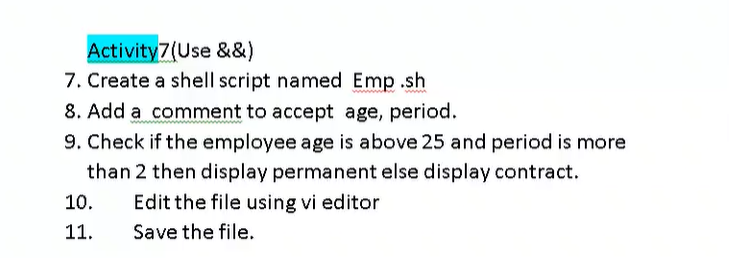 Activity7(Use &&)
7. Create a shell script named Emp .sh
8. Add a comment to accept age, period.
9. Check if the employee age is above 25 and period is more
than 2 then display permanent else display contract.
10. Edit the file using vi editor
11. Save the file.